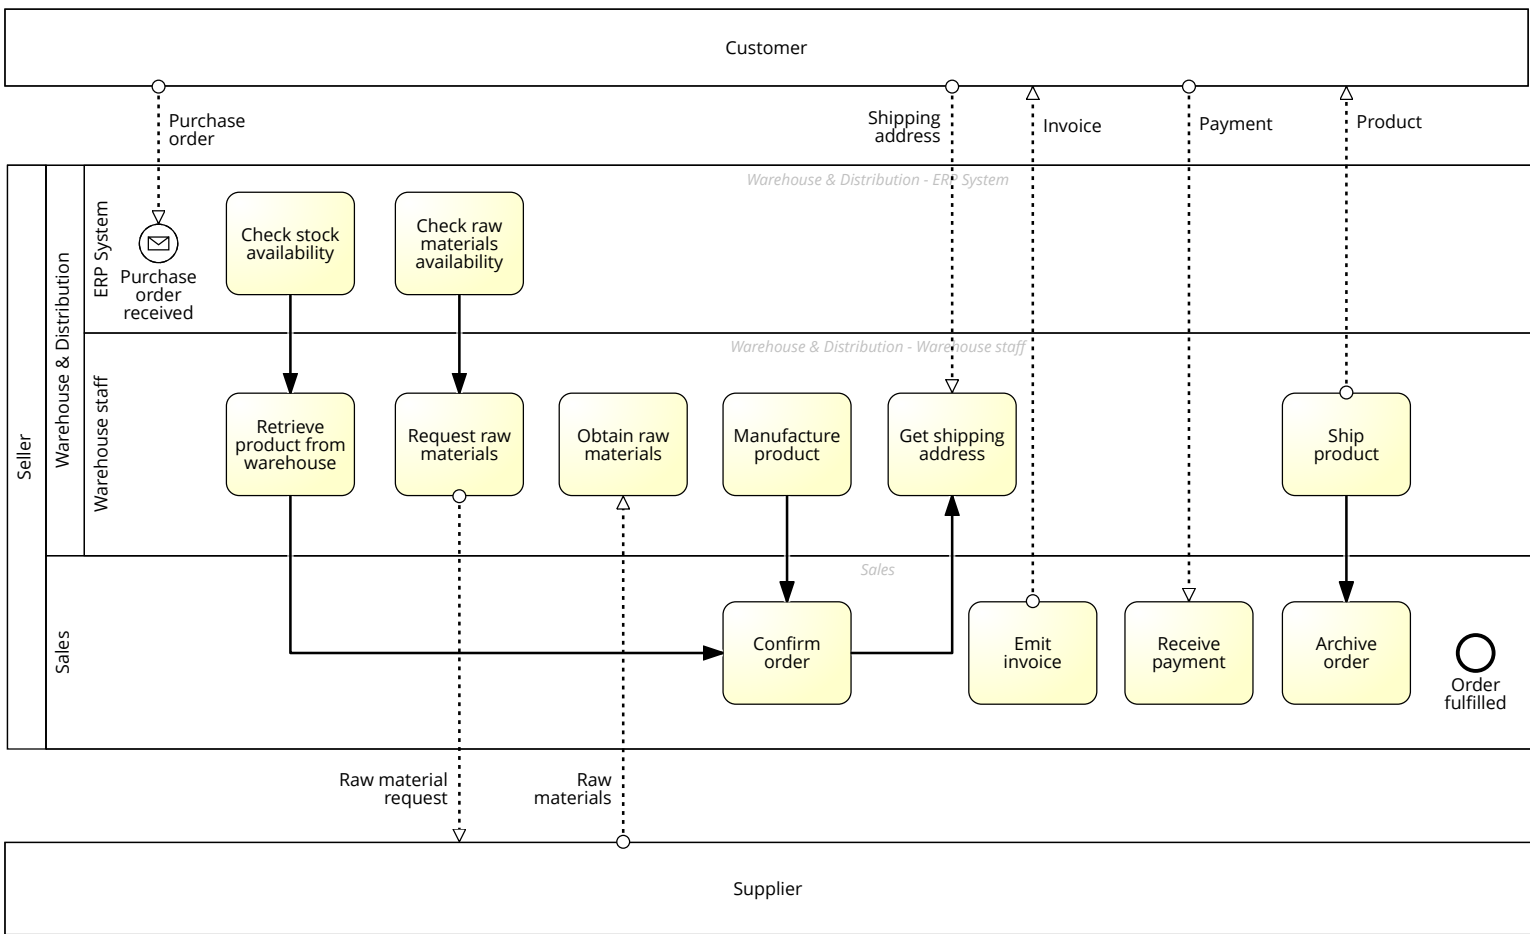 Customer
Purchase
order
Shipping
address
Invoice
Payment
Product
Seller
Warehouse & Distribution
ERP System
Warehouse & Distribution - ERP System
Purchase
order
received
Check stock
availability
Check raw
materials
availability
Warehouse staff
Warehouse & Distribution - Warehouse staff
Retrieve
product from
warehouse
Request raw
materials
Obtain raw
materials
Manufacture
product
Get shipping
address
Ship
product
Sales
Sales
Confirm
order
Emit
invoice
Receive
payment
Archive
order
Order
fulfilled
Raw material
request
Raw
materials
Supplier